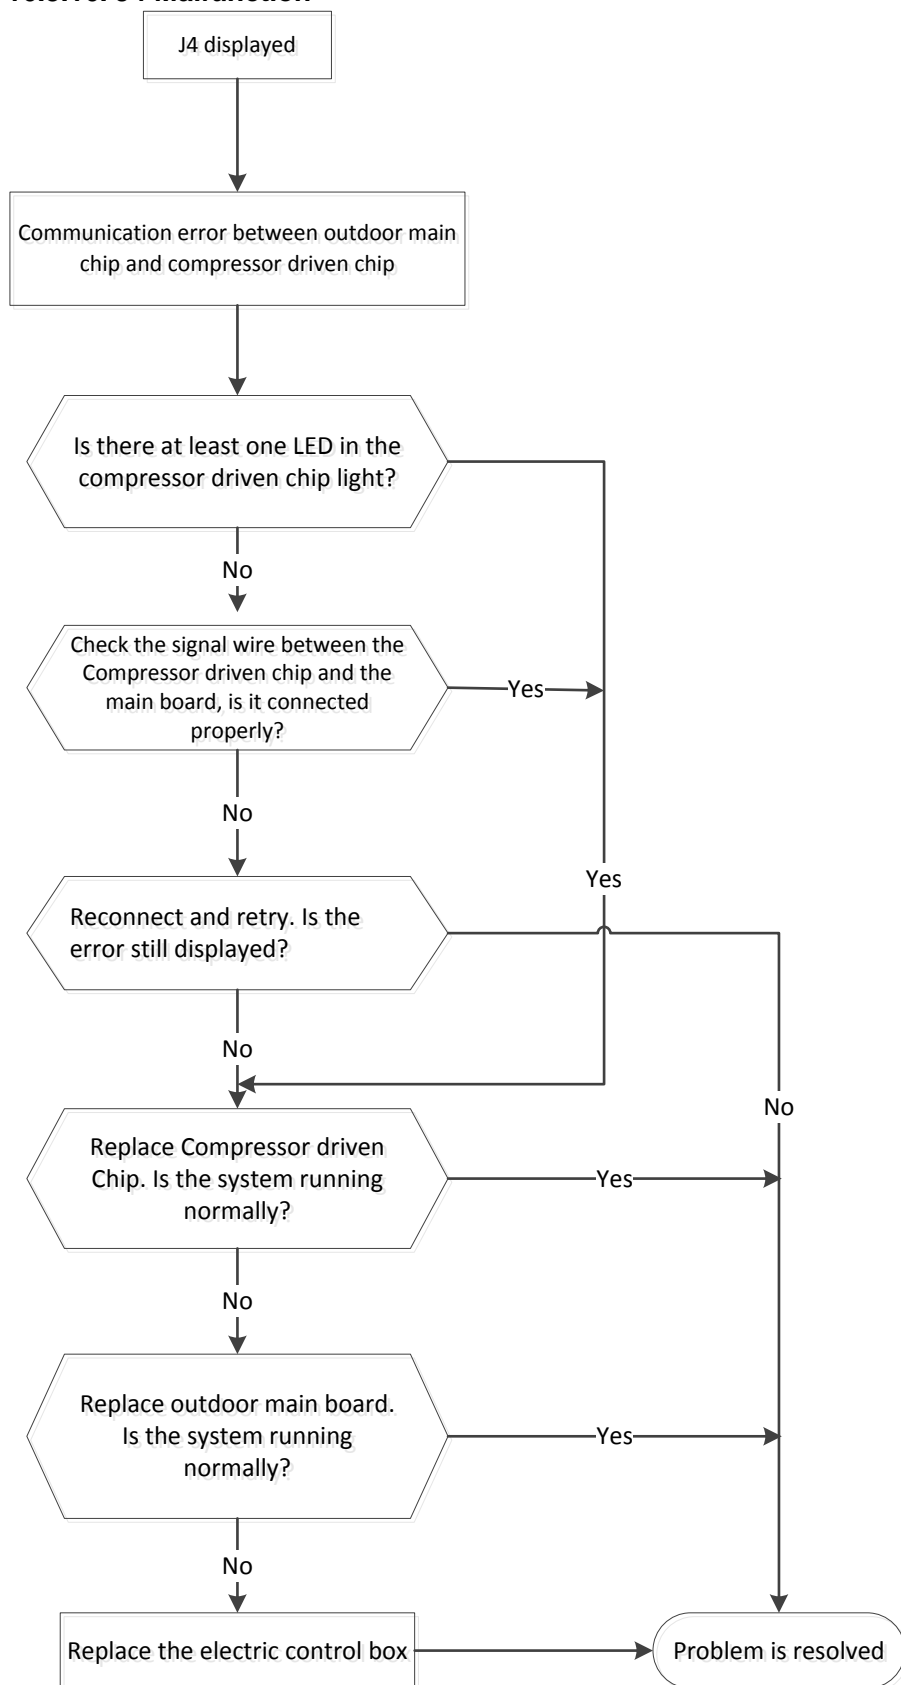 J4 displayed
Communication error between outdoor main
chip and compressor driven chip
Is there at least one LED in the
compressor driven chip light?
No
Check the signal wire between the
Compressor driven chip and the
main board, is it connected
properly?
Yes
No
Yes
Reconnect and retry. Is the
error still displayed?
No
No
Replace Compressor driven
Chip. Is the system running
normally?
Yes
No
Replace outdoor main board.
Is the system running
normally?
Yes
No
Replace the electric control box
Problem is resolved